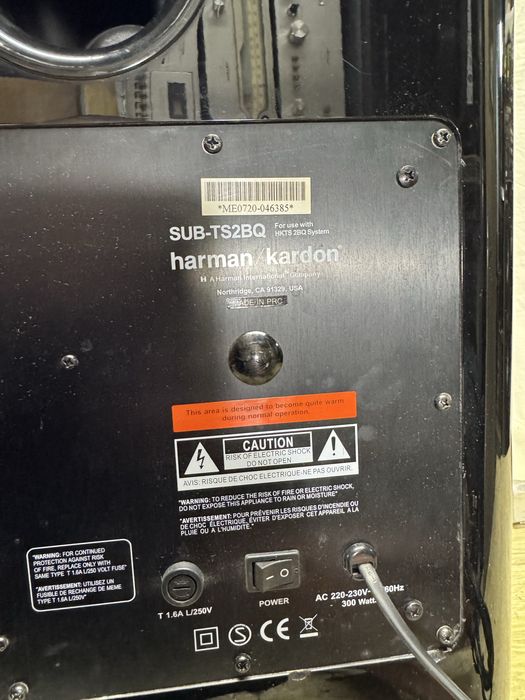 *ME0720-046385*
SUB-TS2BQ For use with
HKTS 2BQ System
harman/kardon®
H A Harman International® Company
Northridge, CA 91329, USA
MADE IN PRC
This area is designed to become quite warm
during normal operation.
CAUTION
RISK OF ELECTRIC SHOCK
DO NOT OPEN
AVIS: RISQUE DE CHOC ELECTRIQUE-NE PAS OUVRIR.
"WARNING: TO REDUCE THE RISK OF FIRE OR ELECTRIC SHOCK,
DO NOT EXPOSE THIS APPLIANCE TO RAIN OR MOISTURE"
"AVERTISSEMENT: POUR PRÉVENIR LES RISQUES D'INCENDIE OU
DE CHOC ÉLECTRIQUE, ÉVITER D'EXPOSER CET APPAREIL A LA
PLUIE OU A L'HUMIDITE."
"WARNING: FOR CONTINUED
PROTECTION AGAINST RISK
OF FIRE, REPLACE ONLY WITH
SAME TYPE T 1.6A L/250 VOLT FUSE"
"AVERTISSEMENT: UTILISEZ UN
FUSIBLE DE RECHANGE DE MEME
TYPE T 1.6A L/250V
T 1.6A L/250V
POWER
AC 220-230V~ 60Hz
300 Watt
S CE